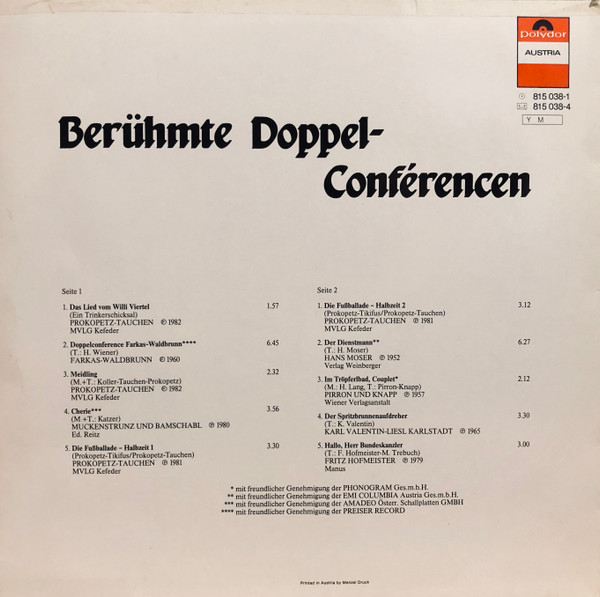 polydor
AUSTRIA
815 038-1
815 038-4
Y M
Berühmte Doppel-
Conférencen
Seite 1
1. Das Lied vom Willi Viertel 1.57
(Ein Trinkerschicksal)
PROKOPETZ-TAUCHEN ℗ 1982
MVLG Kefeder
2. Doppelconference Farkas-Waldbrunn**** 6.45
(T.: H. Wiener)
FARKAS-WALDBRUNN ℗ 1960
3. Meidling 2.32
(M.+T.: Koller-Tauchen-Prokopetz)
PROKOPETZ-TAUCHEN ℗ 1982
MVLG Kefeder
4. Cherie*** 3.56
(M.+T.: Katzer)
MUCKENSTRUNZ UND BAMSCHABL ℗ 1980
Ed. Reitz
5. Die Fußballade – Halbzeit 1 3.30
(Prokopetz-Tikifus/Prokopetz-Tauchen)
PROKOPETZ-TAUCHEN ℗ 1981
MVLG Kefeder
Seite 2
1. Die Fußballade – Halbzeit 2 3.12
(Prokopetz-Tikifus/Prokopetz-Tauchen)
PROKOPETZ-TAUCHEN ℗ 1981
MVLG Kefeder
2. Der Dienstmann** 6.27
(T.: H. Moser)
HANS MOSER ℗ 1952
Verlag Weinberger
3. Im Tröpferlbad, Couplet* 2.12
(M.: H. Lang, T.: Pirron-Knapp)
PIRRON UND KNAPP ℗ 1957
Wiener Verlagsanstalt
4. Der Spritzbrunnenaufdreher 3.30
(T.: K. Valentin)
KARL VALENTIN-LIESL KARLSTADT ℗ 1965
5. Hallo, Herr Bundeskanzler 3.00
(T.: F. Hofmeister-M. Trebuch)
FRITZ HOFMEISTER ℗ 1979
Manus
* mit freundlicher Genehmigung der PHONOGRAM Ges.m.b.H.
** mit freundlicher Genehmigung der EMI COLUMBIA Austria Ges.m.b.H.
*** mit freundlicher Genehmigung der AMADEO Österr. Schallplatten GMBH
**** mit freundlicher Genehmigung der PREISER RECORD
Printed in Austria by Manzal Druck